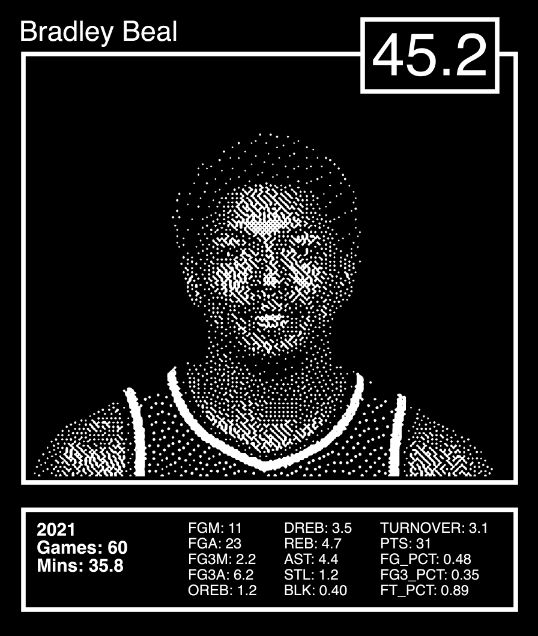 Bradley Beal
45.2
2021
Games: 60
Mins: 35.8
FGM: 11
FGA: 23
FG3M: 2.2
FG3A: 6.2
OREB: 1.2
DREB: 3.5
REB: 4.7
AST: 4.4
STL: 1.2
BLK: 0.40
TURNOVER: 3.1
PTS: 31
FG_PCT: 0.48
FG3_PCT: 0.35
FT_PCT: 0.89